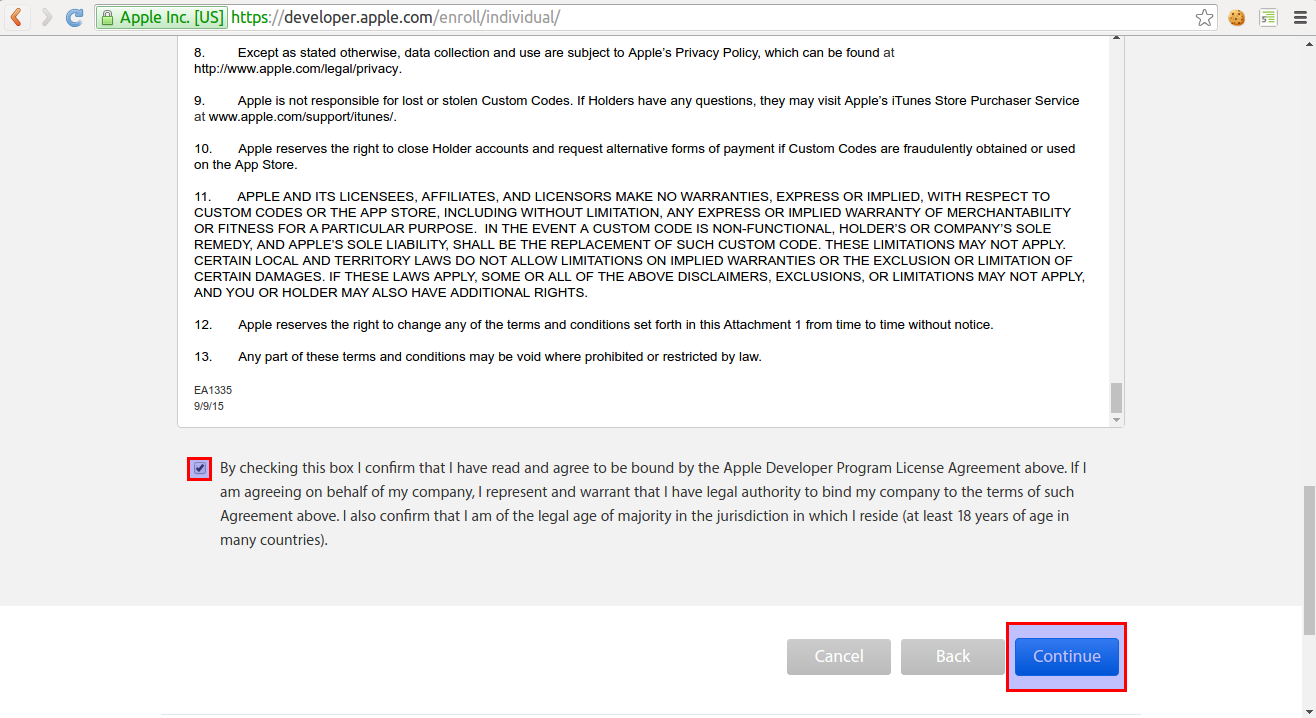 Apple Inc. [US] https://developer.apple.com/enroll/individual/
8. Except as stated otherwise, data collection and use are subject to Apple’s Privacy Policy, which can be found at
http://www.apple.com/legal/privacy.
9. Apple is not responsible for lost or stolen Custom Codes. If Holders have any questions, they may visit Apple’s iTunes Store Purchaser Service
at www.apple.com/support/itunes/.
10. Apple reserves the right to close Holder accounts and request alternative forms of payment if Custom Codes are fraudulently obtained or used
on the App Store.
11. APPLE AND ITS LICENSEES, AFFILIATES, AND LICENSORS MAKE NO WARRANTIES, EXPRESS OR IMPLIED, WITH RESPECT TO
CUSTOM CODES OR THE APP STORE, INCLUDING WITHOUT LIMITATION, ANY EXPRESS OR IMPLIED WARRANTY OF MERCHANTABILITY
OR FITNESS FOR A PARTICULAR PURPOSE. IN THE EVENT A CUSTOM CODE IS NON-FUNCTIONAL, HOLDER’S OR COMPANY’S SOLE
REMEDY, AND APPLE’S SOLE LIABILITY, SHALL BE THE REPLACEMENT OF SUCH CUSTOM CODE. THESE LIMITATIONS MAY NOT APPLY.
CERTAIN LOCAL AND TERRITORY LAWS DO NOT ALLOW LIMITATIONS ON IMPLIED WARRANTIES OR THE EXCLUSION OR LIMITATION OF
CERTAIN DAMAGES. IF THESE LAWS APPLY, SOME OR ALL OF THE ABOVE DISCLAIMERS, EXCLUSIONS, OR LIMITATIONS MAY NOT APPLY,
AND YOU OR HOLDER MAY ALSO HAVE ADDITIONAL RIGHTS.
12. Apple reserves the right to change any of the terms and conditions set forth in this Attachment 1 from time to time without notice.
13. Any part of these terms and conditions may be void where prohibited or restricted by law.
EA1335
9/9/15
By checking this box I confirm that I have read and agree to be bound by the Apple Developer Program License Agreement above. If I
am agreeing on behalf of my company, I represent and warrant that I have legal authority to bind my company to the terms of such
Agreement above. I also confirm that I am of the legal age of majority in the jurisdiction in which I reside (at least 18 years of age in
many countries).
Cancel Back Continue